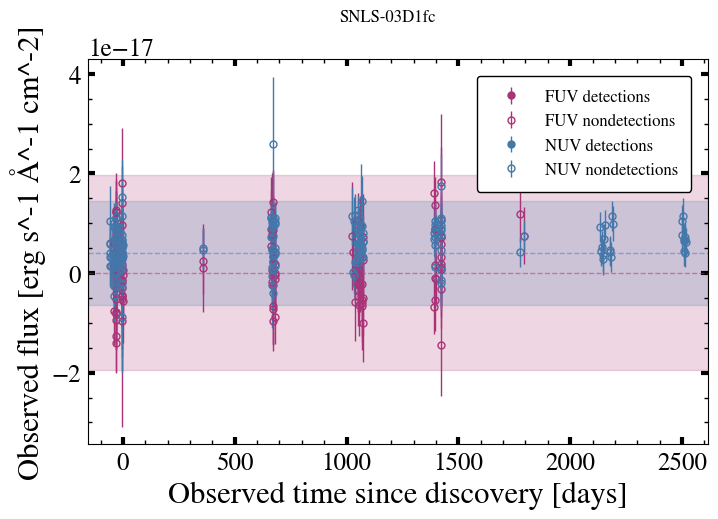 SNLS-03D1fc
1e−17
Observed flux [erg s^-1 Å^-1 cm^-2]
4
2
0
−2
FUV detections
FUV nondetections
NUV detections
NUV nondetections
0 500 1000 1500 2000 2500
Observed time since discovery [days]